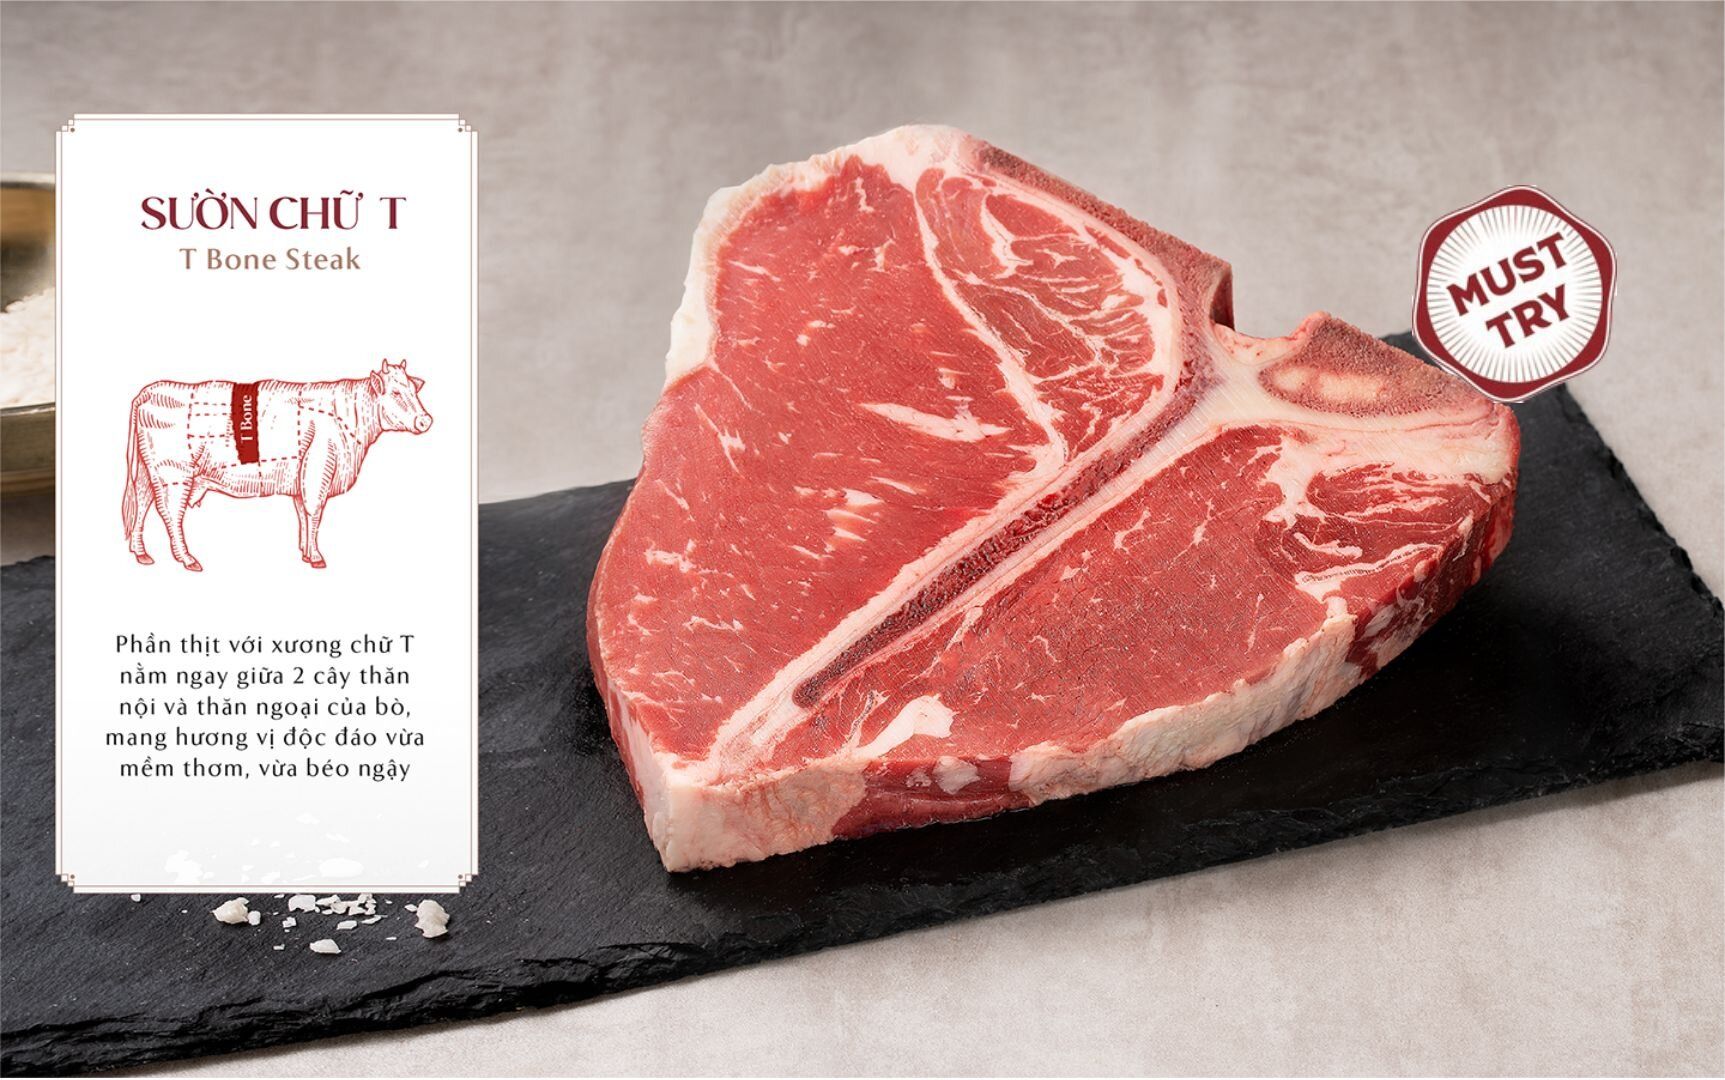 SƯỜN CHỮ T
T Bone Steak
T Bone
Phần thịt với xương chữ T
nằm ngay giữa 2 cây thăn
nội và thăn ngoại của bò,
mang hương vị độc đáo vừa
mềm thơm, vừa béo ngậy
MUST
TRY